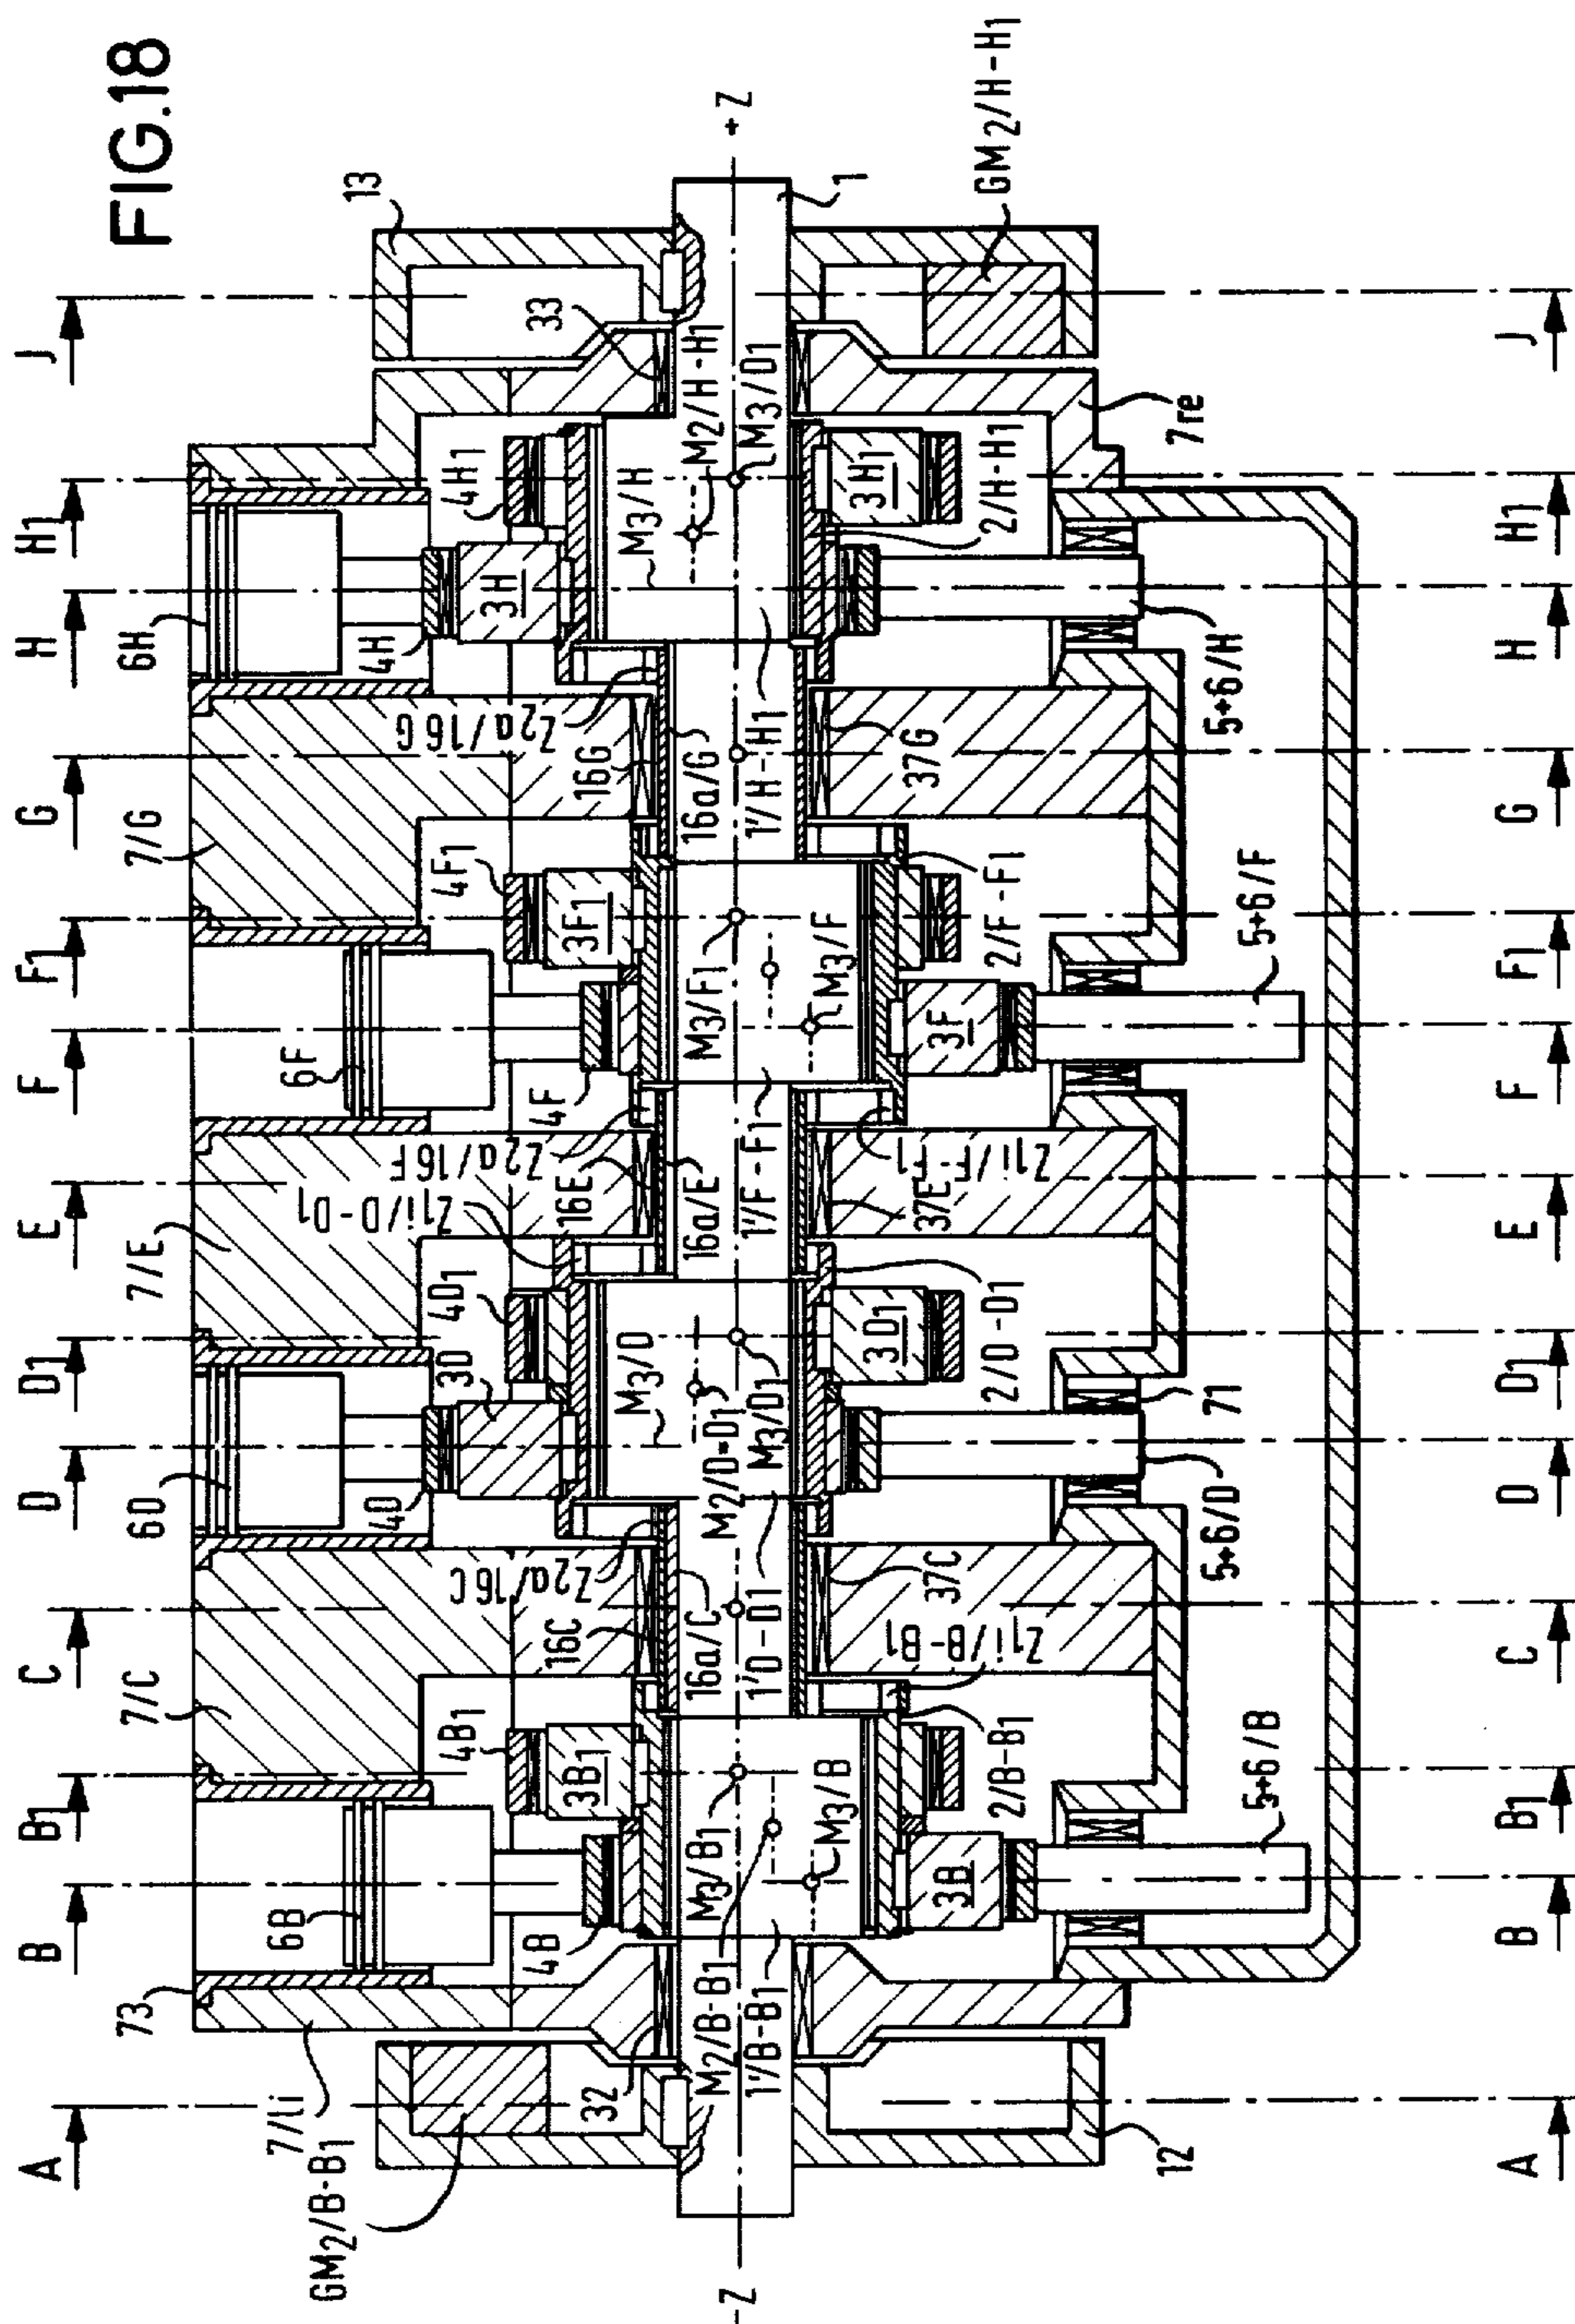 FIG.18
A
B
B1
C
D
D1
E
F
F1
G
H
H1
J
GM2/B-B1
7/li
73
6B
7/C
6D
7/E
6F
7/G
6H
13
4B
4B1
4D
3D
4D1
4F
4F1
4H
4H1
33
3B1
3F1
3H
32
16C
Z2a/16C
Z1i/D-D1
16E
Z2a/16F
16G
Z2a/16G
M3/B1
16a/C
M3/D
16a/E
M3/F1
16a/G
M3/H
M2/H-H1
-Z
+Z
M2/B-B1
1'/B-B1
M3/B
1'D-D1
M2/D=D1
M3/D1
1'/F-F1
M3/F
1'/H-H1
M3/D1
1
3B
2/B-B1
Z1i/B-B1
37C
3D1
2/D-D1
37E
Z1i/F-F1
3F
2/F-F1
37G
3H1
2/H-H1
GM2/H-H1
12
5+6/B
5+6/D
71
5+6/F
5+6/H
7re
A
B
B1
C
D
D1
E
F
F1
G
H
H1
J